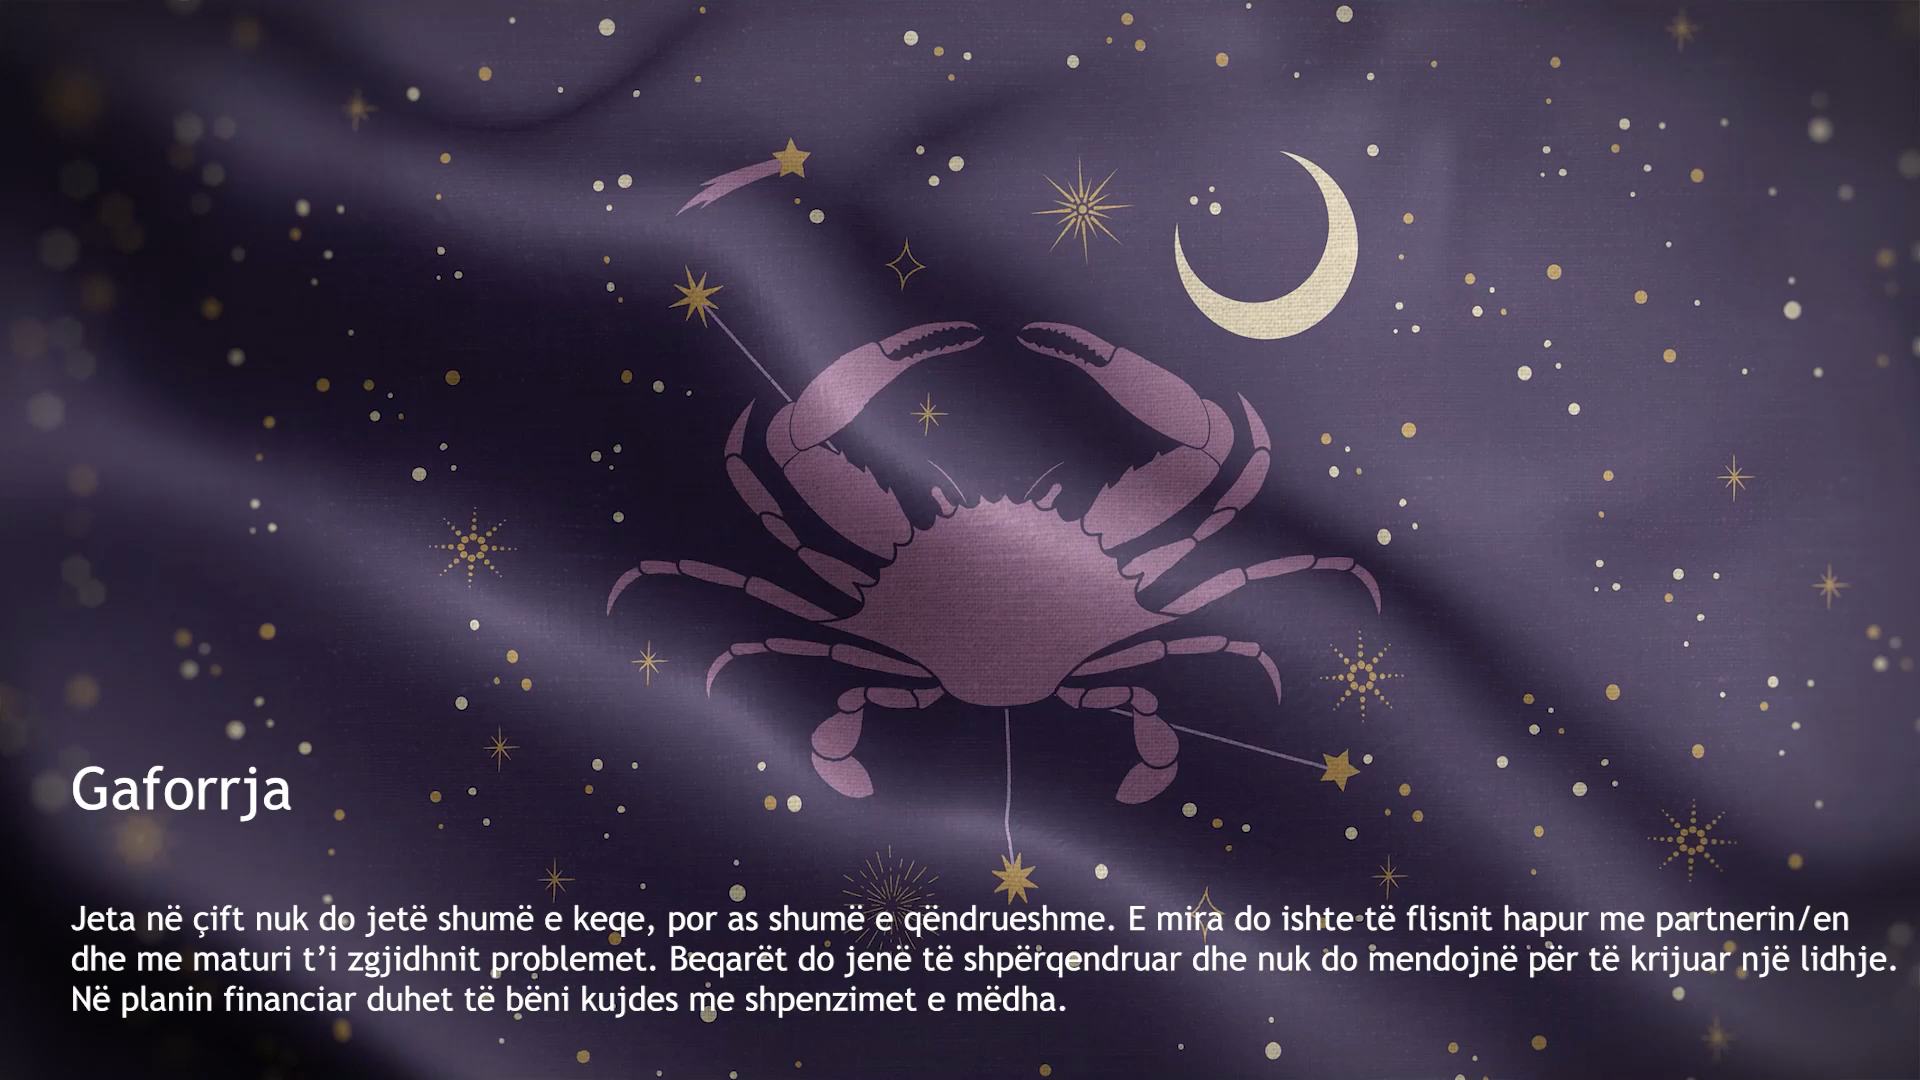 Gaforrja
Jeta në çift nuk do jetë shumë e keqe, por as shumë e qëndrueshme. E mira do ishte të flisnit hapur me partnerin/en
dhe me maturi t’i zgjidhnit problemet. Beqarët do jenë të shpërqendruar dhe nuk do mendojnë për të krijuar një lidhje.
Në planin financiar duhet të bëni kujdes me shpenzimet e mëdha.